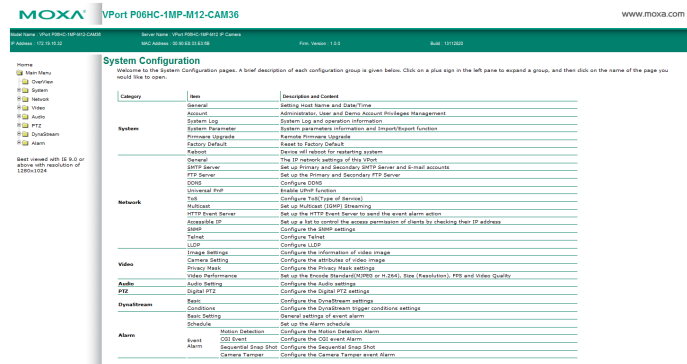 MOXA® VPort P06HC-1MP-M12-CAM36 www.moxa.com
Model Name : VPort P06HC-1MP-M12-CAM36 Server Name : VPort P06HC-1MP-M12 IP Camera
IP Address : 172.19.16.32 MAC Address : 00:90:E8:33:E3:6B Firm. Version : 1.0.0 Build : 13112820
Home
Main Menu
OverView
System
Network
Video
Audio
PTZ
DynaStream
Alarm
Best viewed with IE 9.0 or
above with resolution of
1280x1024
System Configuration
Welcome to the System Configuration pages. A brief description of each configuration group is given below. Click on a plus sign in the left pane to expand a group, and then click on the name of the page you
would like to open.
Category Item Description and Content
System
General Setting Host Name and Date/Time
Account Administrator, User and Demo Account Privileges Management
System Log System Log and operation information
System Parameter System parameters information and Import/Export function
Firmware Upgrade Remote Firmware Upgrade
Factory Default Reset to Factory Default
Reboot Device will reboot for restarting system
Network
General The IP network settings of this VPort
SMTP Server Set up Primary and Secondary SMTP Server and E-mail accounts
FTP Server Set up the Primary and Secondary FTP Server
DDNS Configure DDNS
Universal PnP Enable UPnP function
ToS Configure ToS(Type of Service)
Multicast Set up Multicast (IGMP) Streaming
HTTP Event Server Set up the HTTP Event Server to send the event alarm action
Accessible IP Set up a list to control the access permission of clients by checking their IP address
SNMP Configure the SNMP settings
Telnet Configure Telnet
LLDP Configure LLDP
Video
Image Settings Configure the information of video image
Camera Setting Configure the attributes of video image
Privacy Mask Configure the Privacy Mask settings
Video Performance Set up the Encode Standard(MJPEG or H.264), Size (Resolution), FPS and Video Quality
Audio Audio Setting Configure the Audio settings
PTZ Digital PTZ Configure the Digital PTZ settings
DynaStream
Basic Configure the DynaStream settings
Conditions Configure the DynaStream trigger conditions settings
Alarm
Basic Setting General settings of event alarm
Schedule Set up the Alarm schedule
Event Alarm
Motion Detection Configure the Motion Detection Alarm
CGI Event Configure the CGI event Alarm
Sequential Snap Shot Configure the Sequential Snap Shot
Camera Tamper Configure the Camera Tamper event Alarm